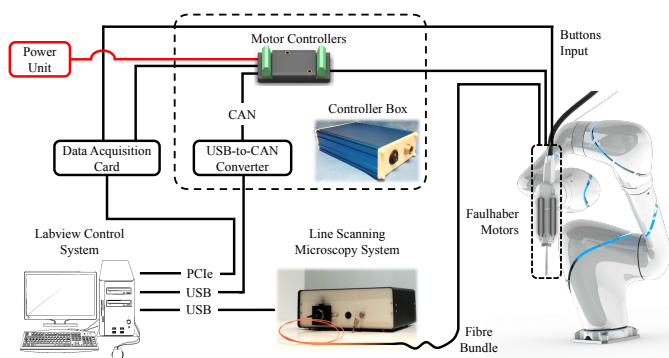 Motor Controllers
Buttons
Input
Power
Unit
CAN
Controller Box
Data Acquisition
Card
USB-to-CAN
Converter
Faulhaber
Motors
Labview Control
System
Line Scanning
Microscopy System
PCIe
USB
USB
Fibre
Bundle